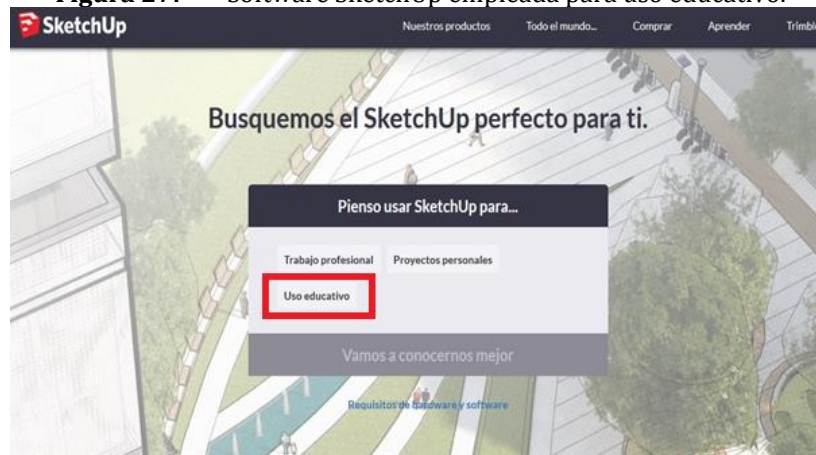 Figura 27. Software SketchUp empleada para uso educativo.
SketchUp
Nuestros productos Todo el mundo... Comprar Aprender Trimble
Busquemos el SketchUp perfecto para ti.
Pienso usar SketchUp para...
Trabajo profesional Proyectos personales
Uso educativo
Vamos a conocernos mejor
Requisitos de hardware y software